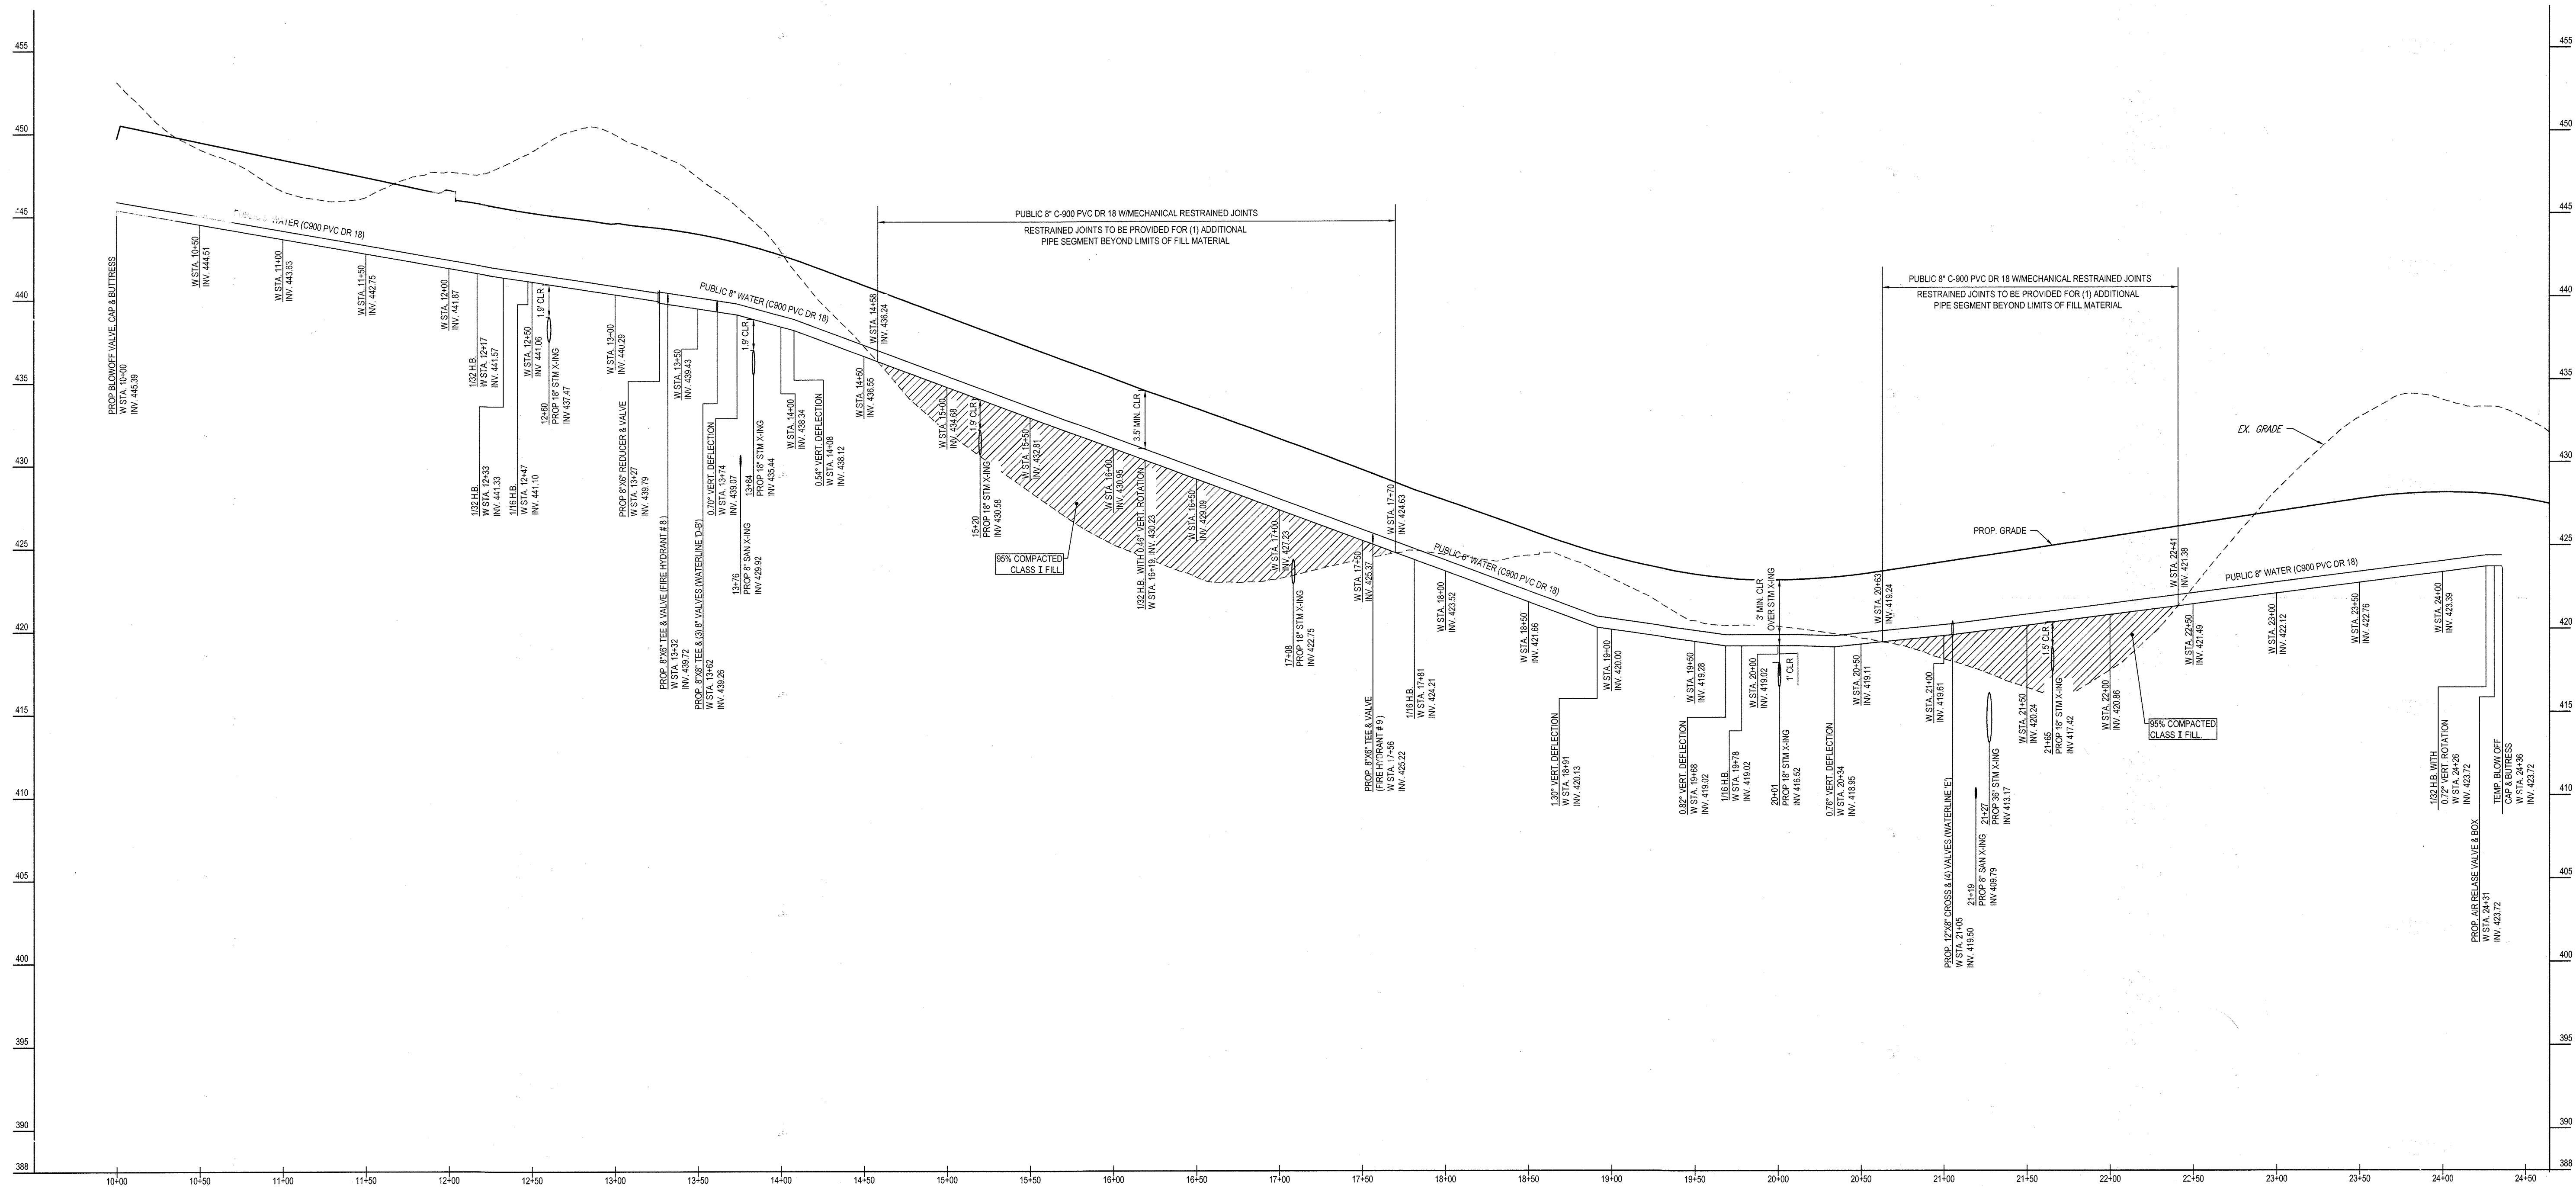 455
450
445
440
435
430
425
420
415
410
405
400
395
390
388
455
450
445
440
435
430
425
420
415
410
405
400
395
390
388
WATER (C900 PVC DR 18)
PROP BLOWOFF VALVE, CAP & BUTTRESS
W STA. 10+00
INV. 445.39
W STA. 10+50
INV. 444.51
W STA. 11+00
INV. 443.63
W STA. 11+50
INV. 442.75
W STA. 12+00
INV. 441.87
1/32 H.B.
W STA. 12+17
INV. 441.57
1/32 H.B.
W STA. 12+33
INV. 441.33
1/16 H.B.
W STA. 12+47
INV. 441.10
W STA. 12+50
INV. 441.06
1.9' CLR
12+60
PROP 18" STM X-ING
INV 437.47
W STA. 13+00
INV. 440.29
PROP 8"X6" REDUCER & VALVE
W STA. 13+27
INV. 439.79
PROP. 8"X6" TEE & VALVE (FIRE HYDRANT # 8)
W STA. 13+32
INV. 439.72
W STA. 13+50
INV. 439.43
PROP. 8"X8" TEE & (3) 8" VALVES (WATERLINE 'D-B')
W STA. 13+62
INV. 439.26
0.70° VERT. DEFLECTION
W STA. 13+74
INV. 439.07
13+76
PROP 8" SAN X-ING
INV 429.92
1.9' CLR
13+84
PROP 18" STM X-ING
INV 435.44
PUBLIC 8" WATER (C900 PVC DR 18)
W STA. 14+00
INV. 438.34
0.54° VERT. DEFLECTION
W STA. 14+08
INV. 438.12
W STA. 14+50
INV. 436.55
W STA. 14+58
INV. 436.24
PUBLIC 8" C-900 PVC DR 18 W/MECHANICAL RESTRAINED JOINTS
RESTRAINED JOINTS TO BE PROVIDED FOR (1) ADDITIONAL
PIPE SEGMENT BEYOND LIMITS OF FILL MATERIAL
W STA. 15+00
INV. 434.68
1.9' CLR
15+20
PROP 18" STM X-ING
INV 430.58
W STA. 15+50
INV. 432.81
95% COMPACTED
CLASS I FILL
W STA. 16+00
INV. 430.95
3.5' MIN. CLR
1/32 H.B. WITH 0.46° VERT. ROTATION
W STA. 16+19 INV. 430.23
W STA. 16+50
INV. 429.09
W STA. 17+00
INV. 427.23
17+08
PROP 18" STM X-ING
INV 422.75
W STA. 17+50
INV. 425.37
PROP. 8"X6" TEE & VALVE
(FIRE HYDRANT # 9)
W STA. 17+56
INV. 425.22
W STA. 17+70
INV. 424.63
1/16 H.B.
W STA. 17+81
INV. 424.21
PUBLIC 8" WATER (C900 PVC DR 18)
W STA. 18+00
INV. 423.52
W STA. 18+50
INV. 421.66
1.30° VERT. DEFLECTION
W STA. 18+91
INV. 420.13
W STA. 19+00
INV. 420.00
W STA. 19+50
INV. 419.28
0.82° VERT. DEFLECTION
W STA. 19+68
INV. 419.02
1/16 H.B.
W STA. 19+78
INV. 419.02
3' MIN. CLR
OVER STM X-ING
W STA. 20+00
INV. 419.02
1' CLR
20+01
PROP 18" STM X-ING
INV 416.52
0.76° VERT. DEFLECTION
W STA. 20+34
INV. 418.95
W STA. 20+50
INV. 419.11
W STA. 20+63
INV. 419.24
PUBLIC 8" C-900 PVC DR 18 W/MECHANICAL RESTRAINED JOINTS
RESTRAINED JOINTS TO BE PROVIDED FOR (1) ADDITIONAL
PIPE SEGMENT BEYOND LIMITS OF FILL MATERIAL
W STA. 21+00
INV. 419.61
PROP. 12"X8" CROSS & (4) VALVES (WATERLINE 'E')
W STA. 21+05
INV. 419.50
21+19
PROP 8" SAN X-ING
INV 409.79
21+27
PROP 36" STM X-ING
INV 413.17
W STA. 21+50
INV. 420.24
1.5' CLR
21+65
PROP 18" STM X-ING
INV 417.42
W STA. 22+00
INV. 420.86
95% COMPACTED
CLASS I FILL.
PROP. GRADE
EX. GRADE
W STA. 22+41
INV. 421.38
W STA. 22+50
INV. 421.49
PUBLIC 8" WATER (C900 PVC DR 18)
W STA. 23+00
INV. 422.12
W STA. 23+50
INV. 422.76
W STA. 24+00
INV. 423.39
1/32 H.B. WITH
0.72° VERT. ROTATION
W STA. 24+26
INV. 423.72
PROP. AIR RELASE VALVE & BOX
W STA. 24+31
INV. 423.72
TEMP. BLOW OFF
CAP & BUTRESS
W STA. 24+36
INV. 423.72
10+00 10+50 11+00 11+50 12+00 12+50 13+00 13+50 14+00 14+50 15+00 15+50 16+00 16+50 17+00 17+50 18+00 18+50 19+00 19+50 20+00 20+50 21+00 21+50 22+00 22+50 23+00 23+50 24+00 24+50